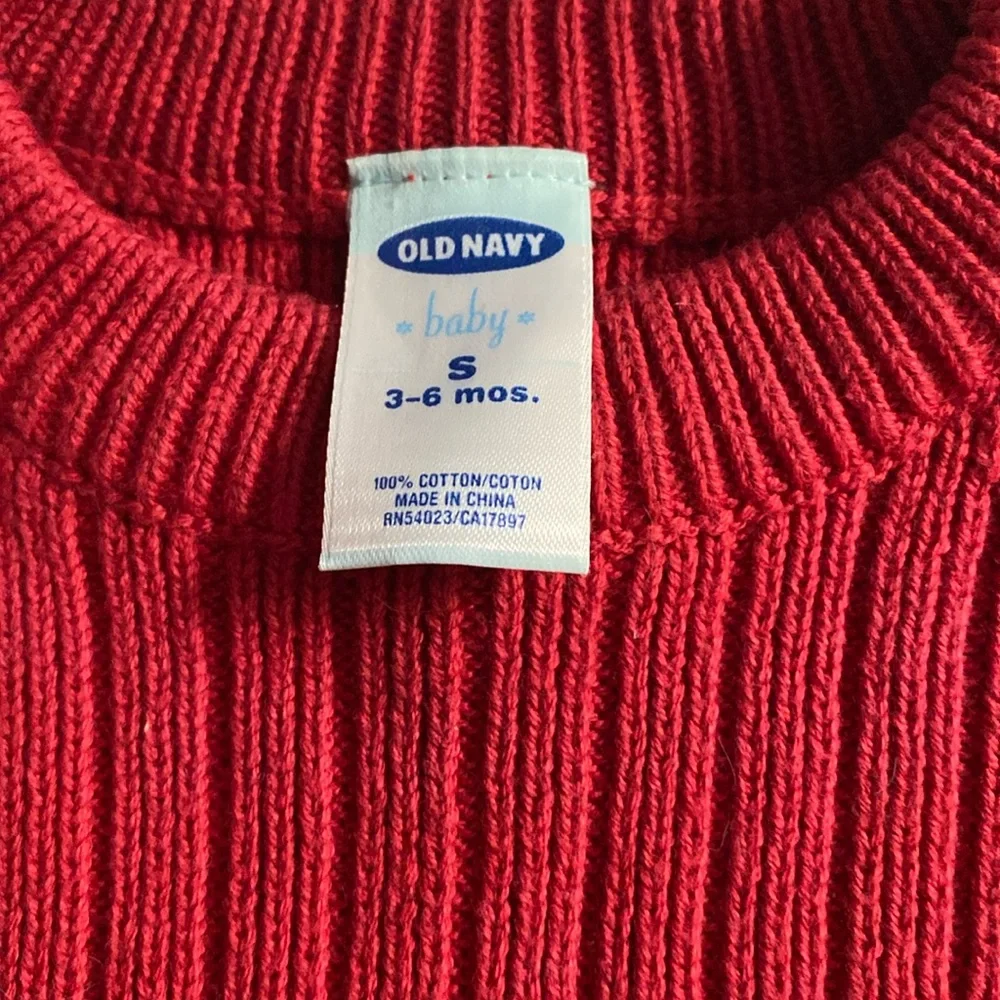 OLD NAVY
* baby *
S
3-6 mos.
100% COTTON/COTON
MADE IN CHINA
RN54023/CA17897